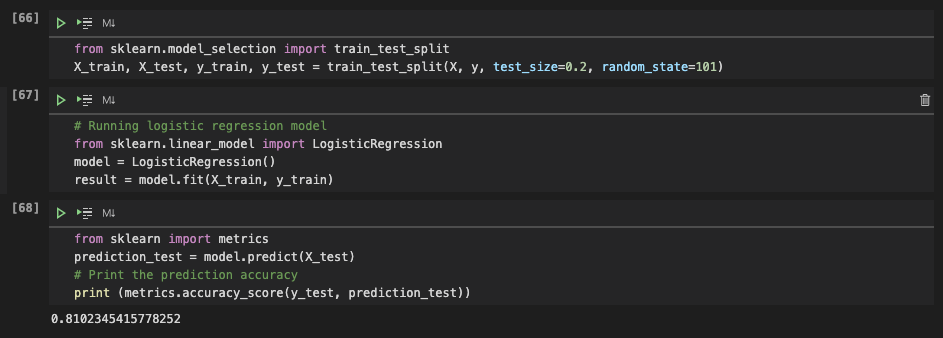 [66]
M↓
from sklearn.model_selection import train_test_split
X_train, X_test, y_train, y_test = train_test_split(X, y, test_size=0.2, random_state=101)
[67]
M↓
# Running logistic regression model
from sklearn.linear_model import LogisticRegression
model = LogisticRegression()
result = model.fit(X_train, y_train)
[68]
M↓
from sklearn import metrics
prediction_test = model.predict(X_test)
# Print the prediction accuracy
print (metrics.accuracy_score(y_test, prediction_test))
0.8102345415778252